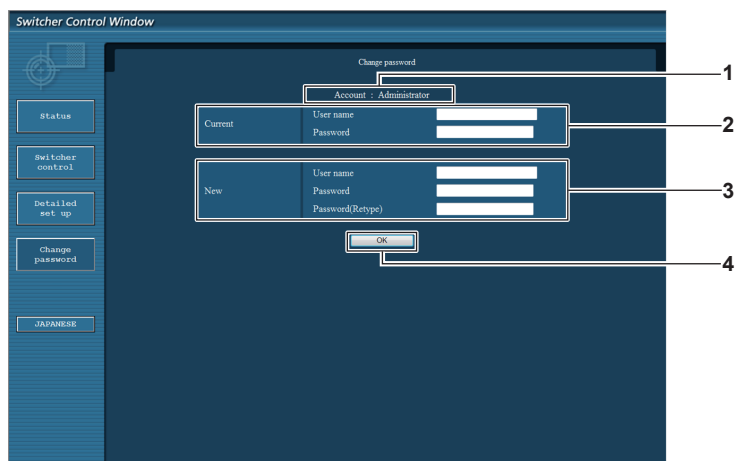 Switcher Control Window
Change password
1
Account : Administrator
Status
Current
User name
Password
2
Switcher
control
New
User name
Password
Password(Retype)
3
Detailed
set up
OK
4
Change
password
JAPANESE